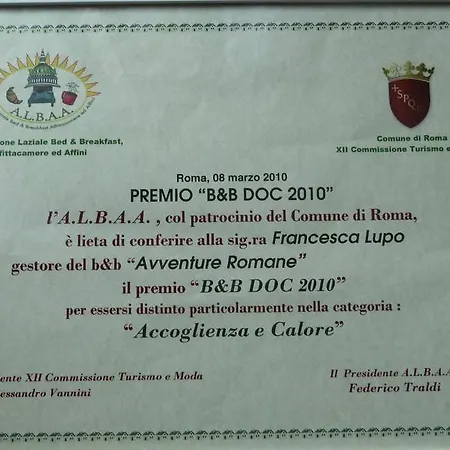 A.L.B.A.A.
one Laziale Bed & Breakfast,
fittacamere ed Affini
SPQR
Comune di Roma
XII Commissione Turismo e
Roma, 08 marzo 2010
PREMIO “B&B DOC 2010”
l’A.L.B.A.A. , col patrocinio del Comune di Roma,
è lieta di conferire alla sig.ra Francesca Lupo
gestore del b&b “Avventure Romane”
il premio “B&B DOC 2010”
per essersi distinto particolarmente nella categoria :
“Accoglienza e Calore”
ente XII Commissione Turismo e Moda
essandro Vannini
Il Presidente A.L.B.A.A
Federico Traldi